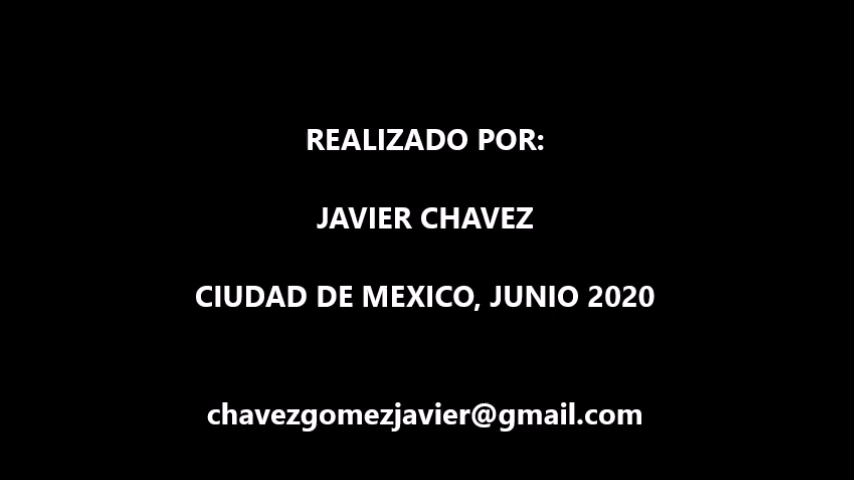 REALIZADO POR:
JAVIER CHAVEZ
CIUDAD DE MEXICO, JUNIO 2020
chavezgomezjavier@gmail.com